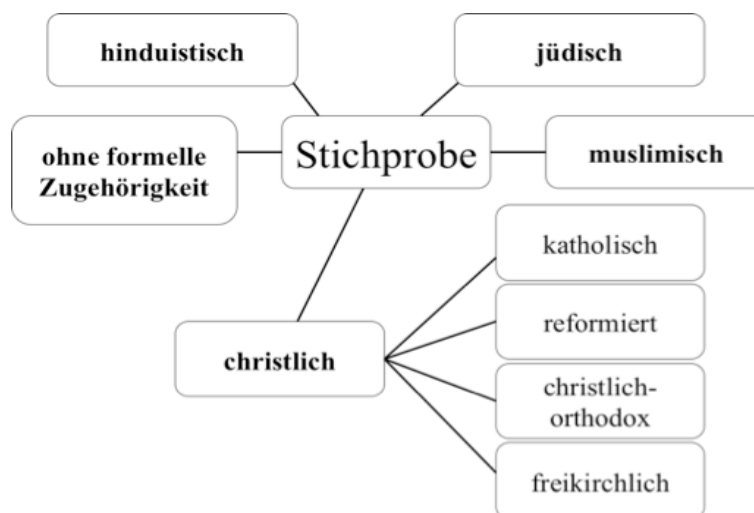 hinduistisch
jüdisch
ohne formelle
Zugehörigkeit
Stichprobe
muslimisch
katholisch
reformiert
christlich
christlich-
orthodox
freikirchlich